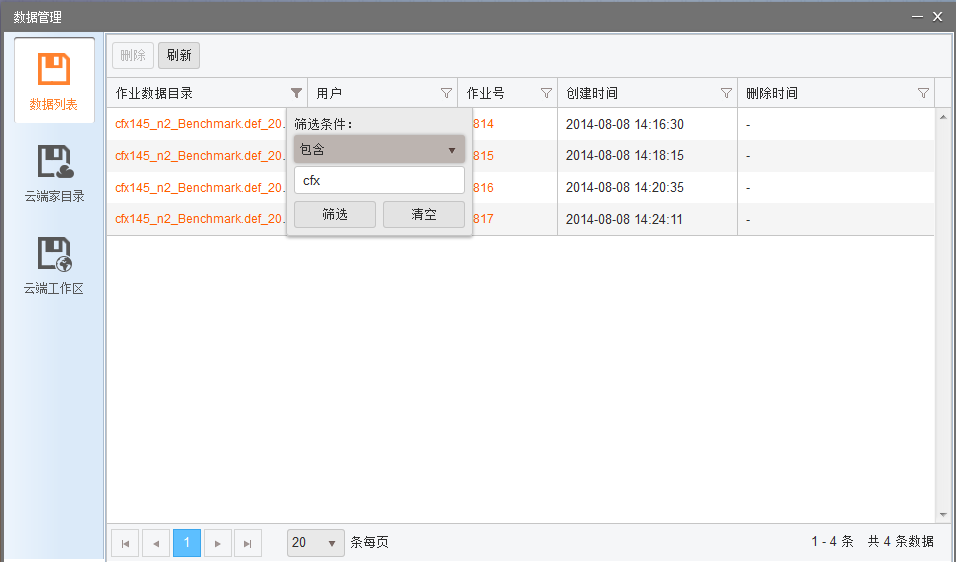 数据管理
数据列表
云端家目录
云端工作区
删除 刷新
作业数据目录 用户 作业号 创建时间 删除时间
cfx145_n2_Benchmark.def_20. 814 2014-08-08 14:16:30 -
cfx145_n2_Benchmark.def_20. 815 2014-08-08 14:18:15 -
cfx145_n2_Benchmark.def_20. 816 2014-08-08 14:20:35 -
cfx145_n2_Benchmark.def_20. 817 2014-08-08 14:24:11 -
筛选条件:
包含
cfx
筛选 清空
1 20 条每页 1 - 4 条 共 4 条数据